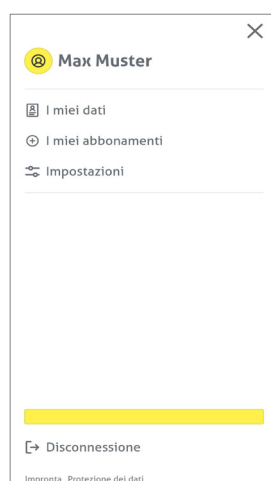 Max Muster
I miei dati
I miei abbonamenti
Impostazioni
Disconnessione
Impronta Protezione dei dati